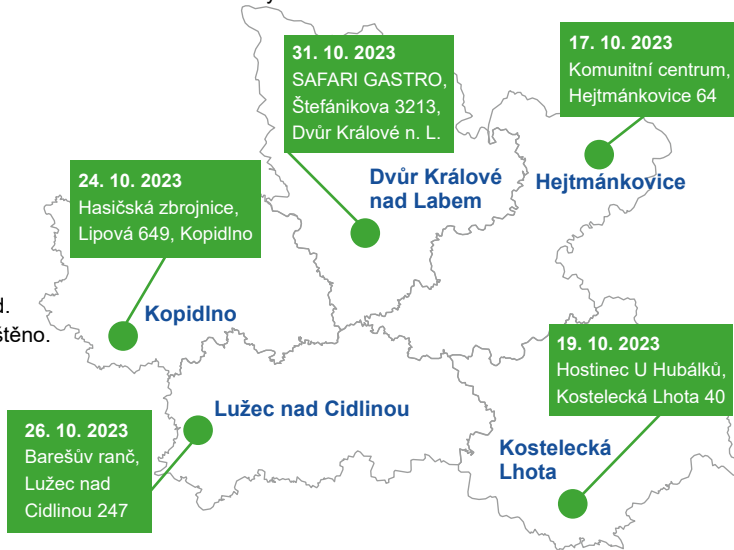 31. 10. 2023
SAFARI GASTRO,
Štefánikova 3213,
Dvůr Králové n. L.
17. 10. 2023
Komunitní centrum,
Hejtmánkovice 64
24. 10. 2023
Hasičská zbrojnice,
Lipová 649, Kopidlno
Dvůr Králové
nad Labem
Hejtmánkovice
Kopidlno
19. 10. 2023
Hostinec U Hubálků,
Kostelecká Lhota 40
Lužec nad Cidlinou
26. 10. 2023
Barešův ranč,
Lužec nad
Cidlinou 247
Kostelecká
Lhota